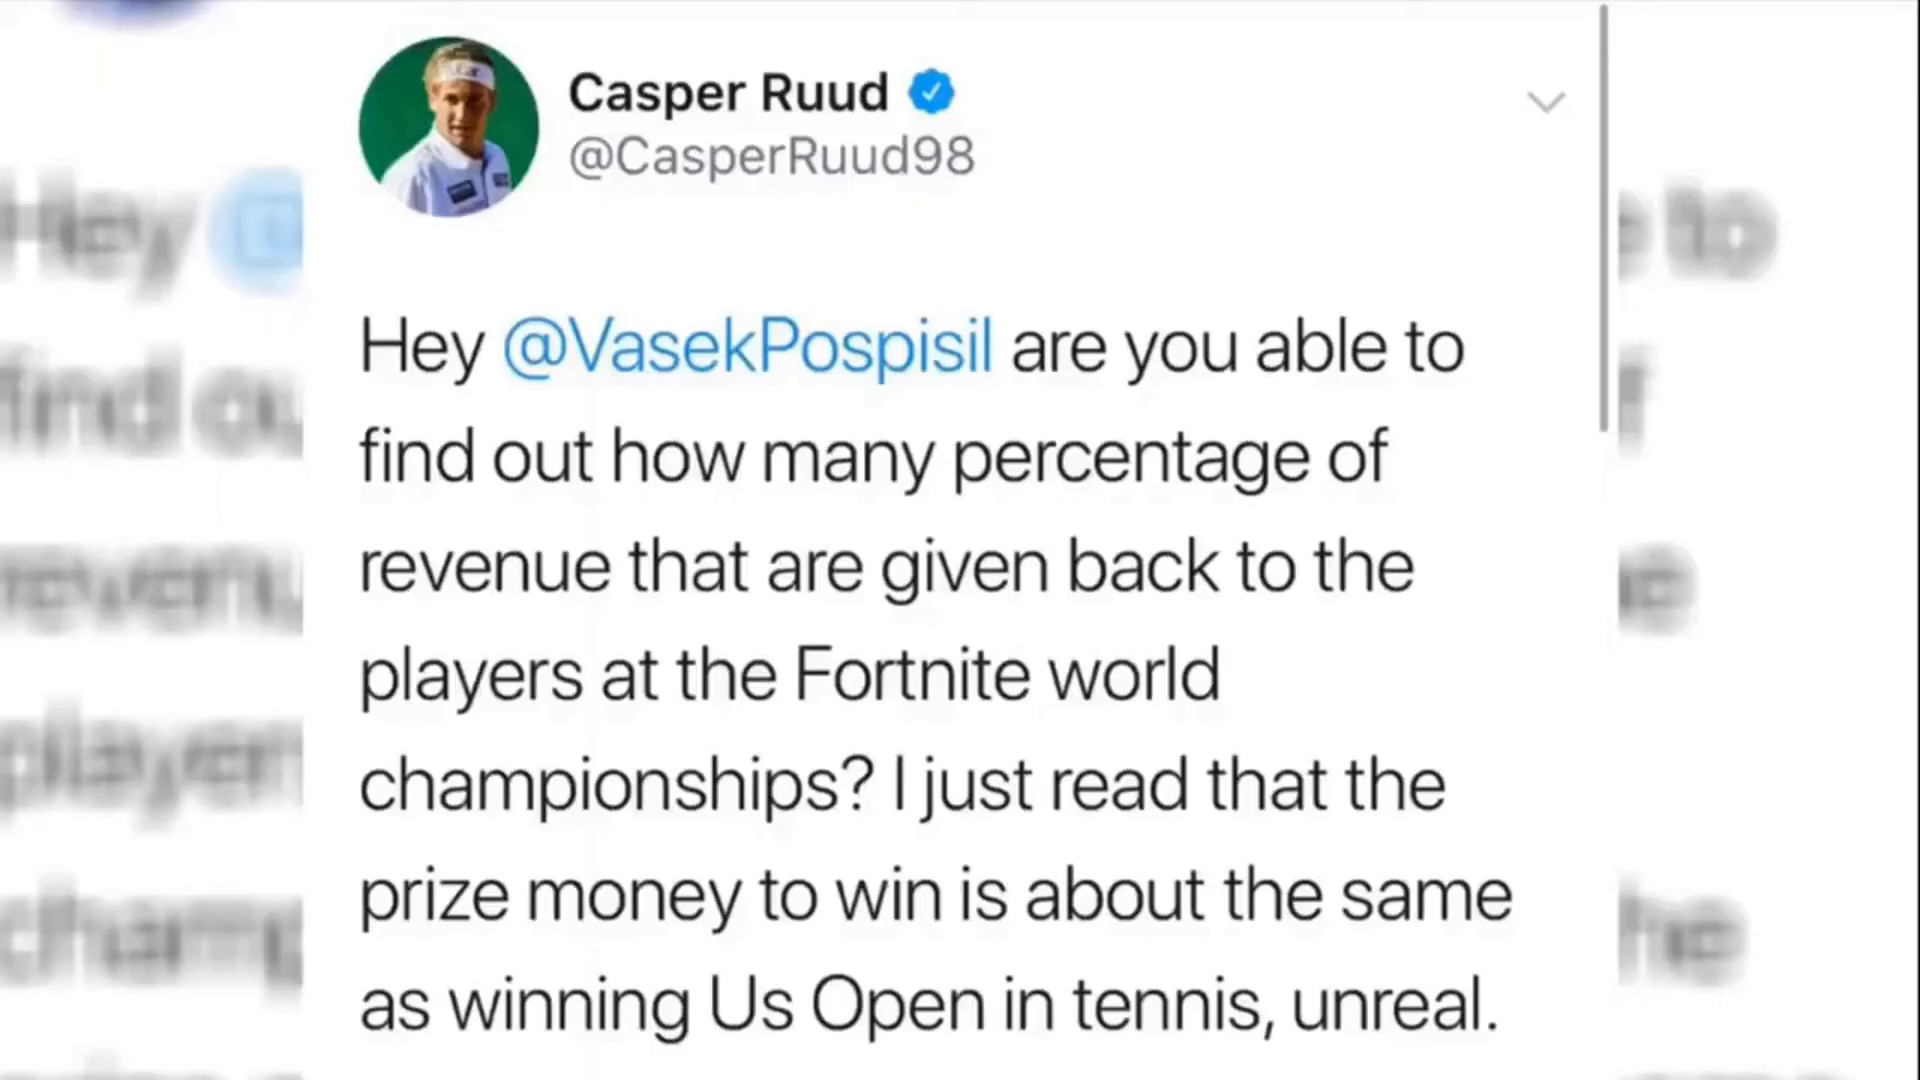 Casper Ruud
@CasperRuud98
Hey @VasekPospisil are you able to
find out how many percentage of
revenue that are given back to the
players at the Fortnite world
championships? I just read that the
prize money to win is about the same
as winning Us Open in tennis, unreal.